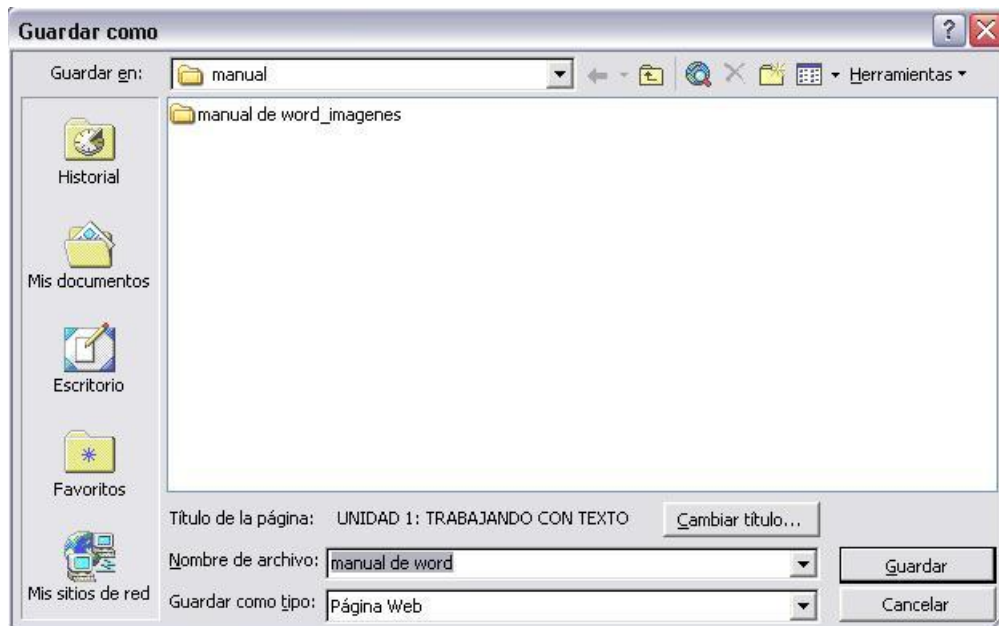 Guardar como
Guardar en: manual Herramientas
manual de word_imagenes
Historial
Mis documentos
Escritorio
Favoritos
Mis sitios de red
Título de la página: UNIDAD 1: TRABAJANDO CON TEXTO Cambiar título...
Nombre de archivo: manual de word Guardar
Guardar como tipo: Página Web Cancelar